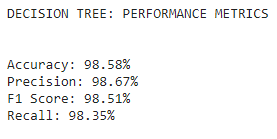 DECISION TREE: PERFORMANCE METRICS
Accuracy: 98.58%
Precision: 98.67%
F1 Score: 98.51%
Recall: 98.35%